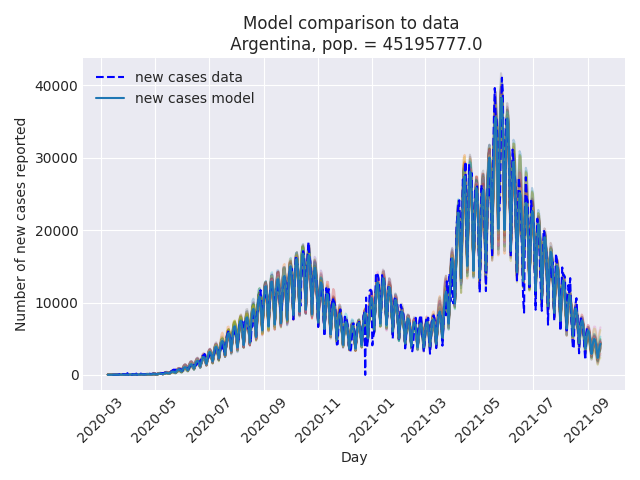 Model comparison to data
Argentina, pop. = 45195777.0
new cases data
new cases model
Number of new cases reported
40000
30000
20000
10000
0
2020-03
2020-05
2020-07
2020-09
2020-11
2021-01
2021-03
2021-05
2021-07
2021-09
Day